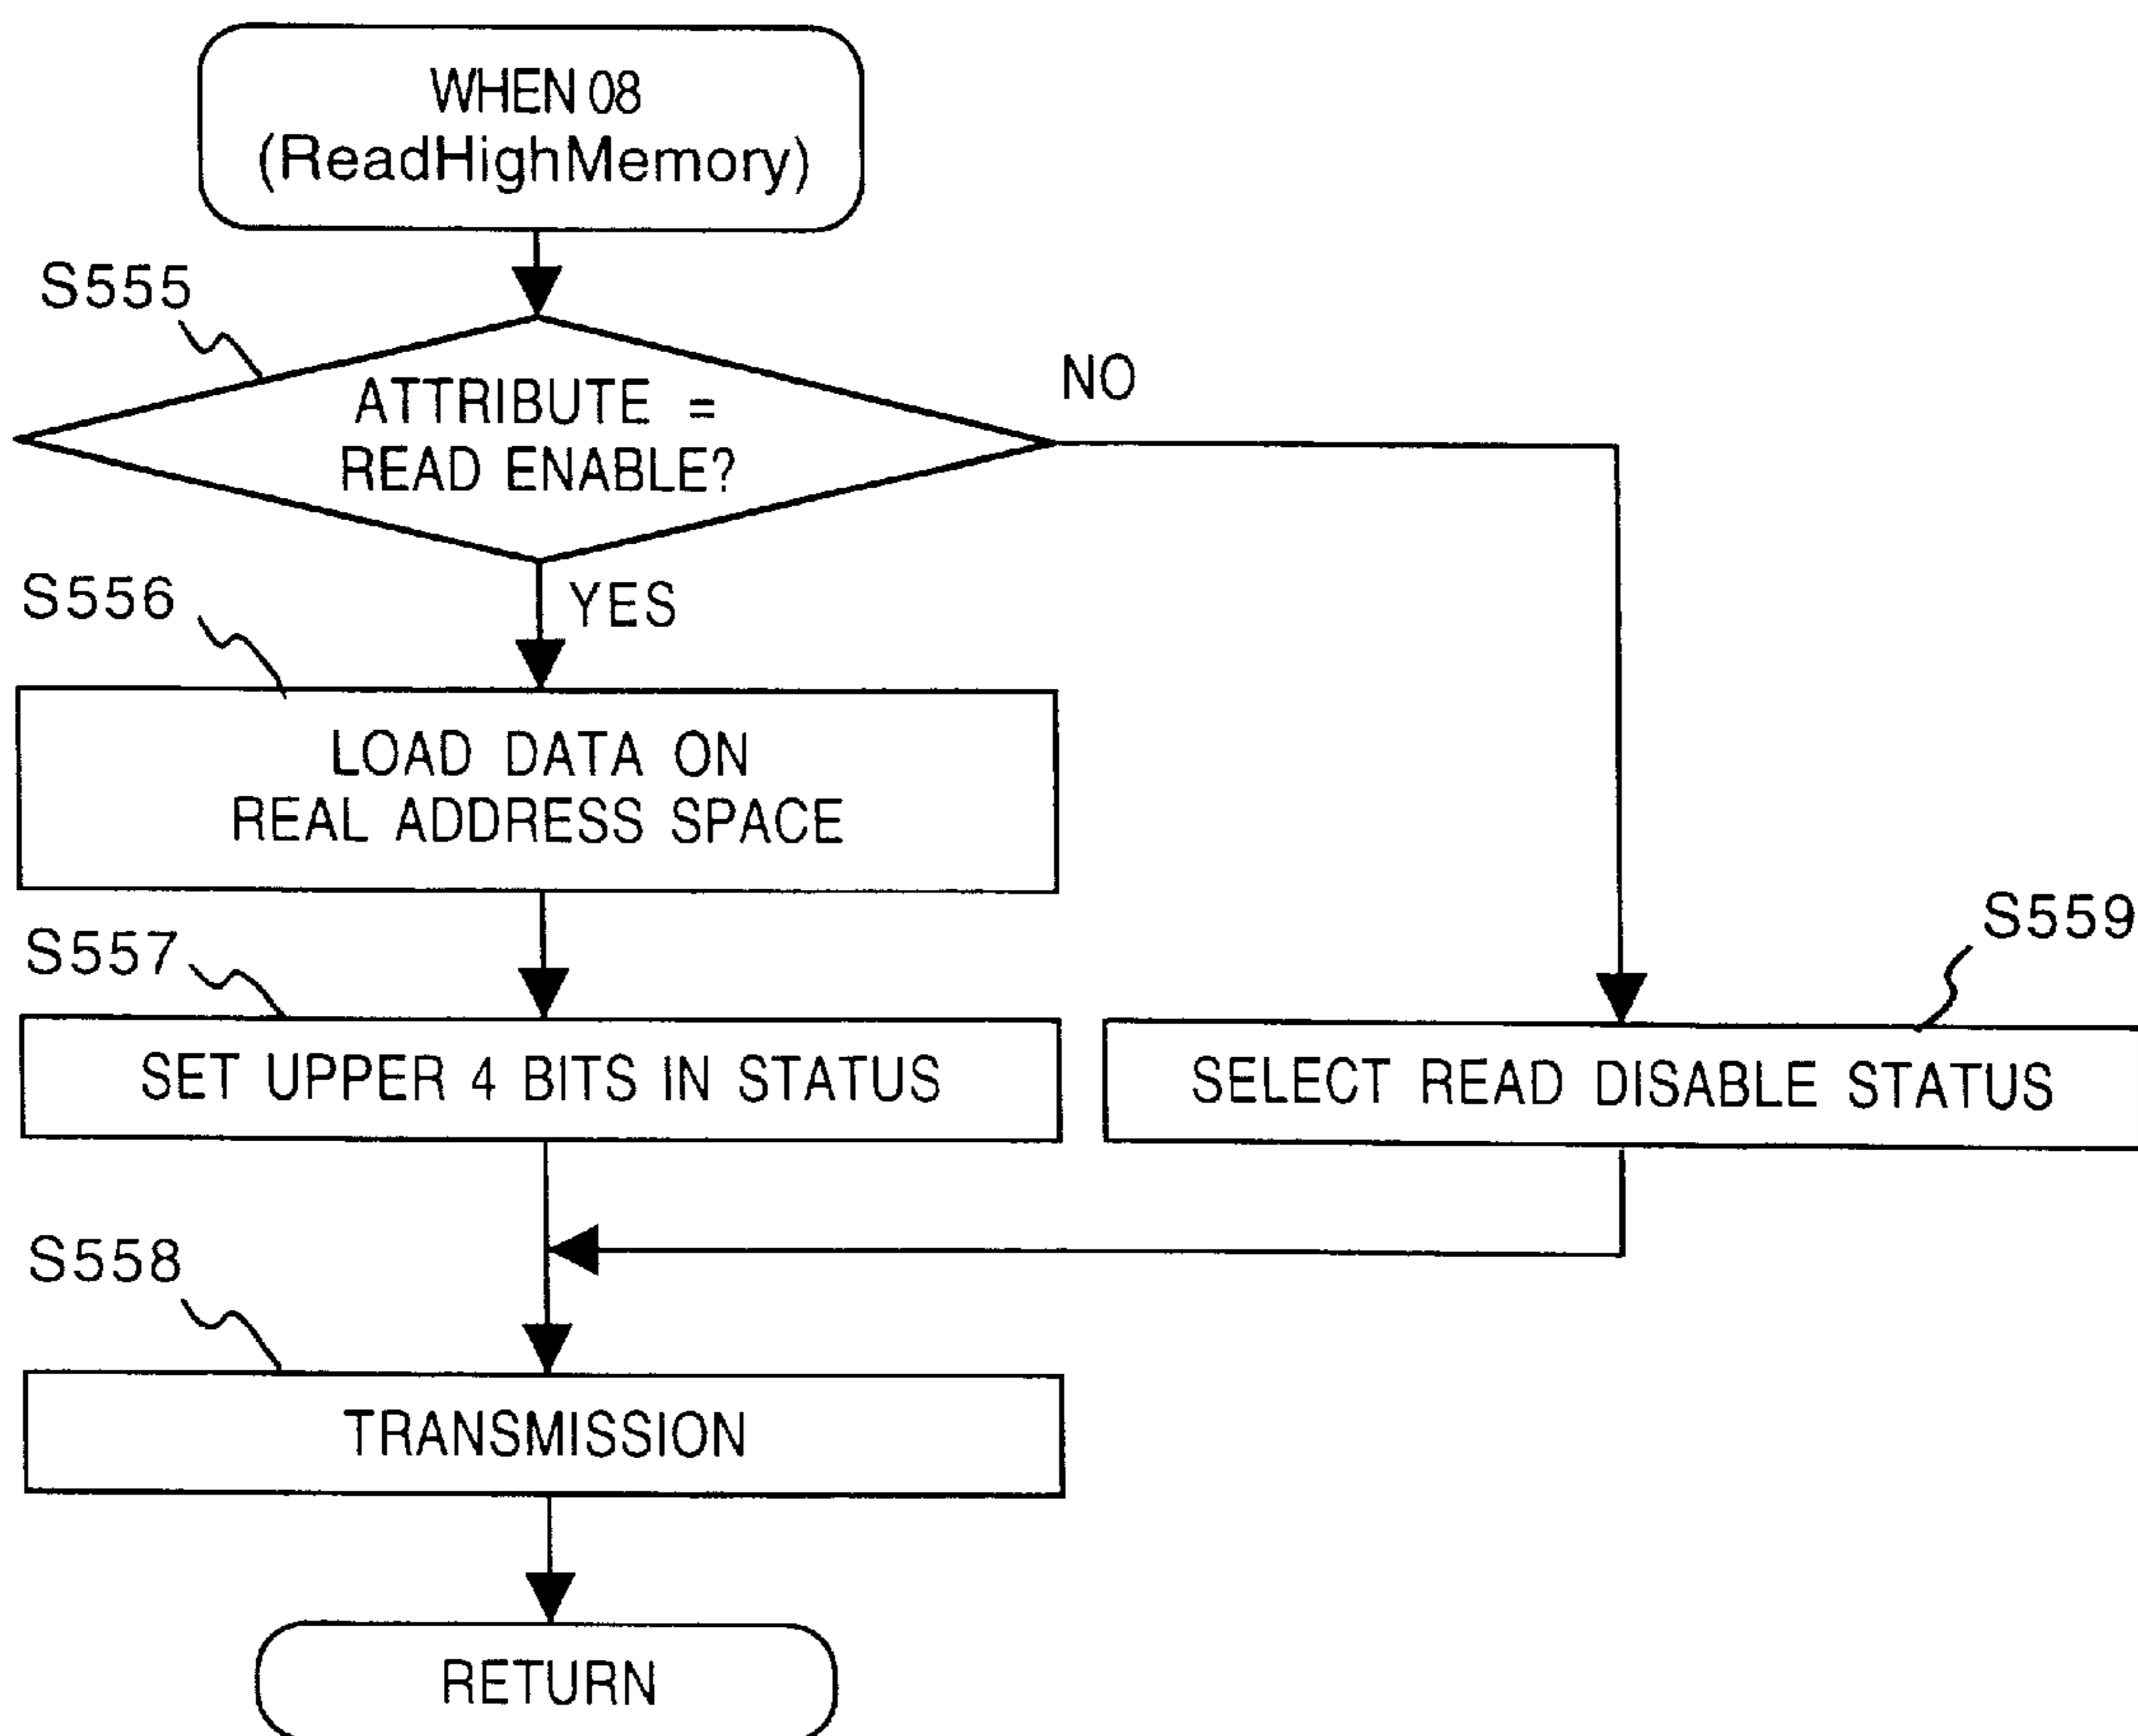 WHEN 08
(ReadHighMemory)
S555
ATTRIBUTE =
READ ENABLE?
NO
YES
S556
LOAD DATA ON
REAL ADDRESS SPACE
S557
SET UPPER 4 BITS IN STATUS
S559
SELECT READ DISABLE STATUS
S558
TRANSMISSION
RETURN